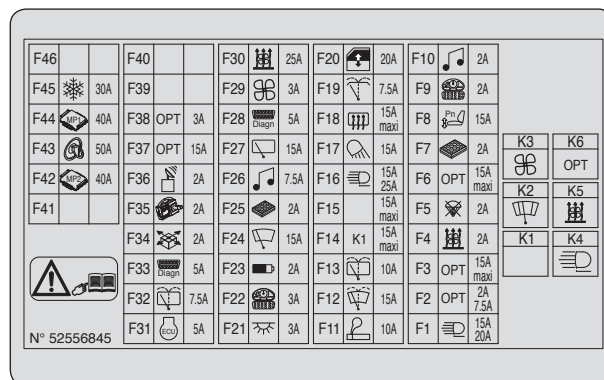 F46 F40 F30 25A F20 20A F10 2A
F45 30A F39 F29 3A F19 7.5A F9 2A
F44 MP1 40A F38 OPT 3A F28 Diagn 5A F18 15A maxi F8 Pn 15A
F43 50A F37 OPT 15A F27 15A F17 15A F7 2A
F42 MP2 40A F36 2A F26 7.5A F16 15A 25A F6 OPT 15A maxi
F41 F35 2A F25 2A F15 15A maxi F5 2A
F34 2A F24 15A F14 K1 15A maxi F4 2A
F33 Diagn 5A F23 2A F13 10A F3 OPT 15A maxi
F32 7.5A F22 3A F12 15A F2 OPT 2A 7.5A
F31 ECU 5A F21 3A F11 10A F1 15A 20A
N° 52556845
K3 K6
OPT
K2 K5
K1 K4